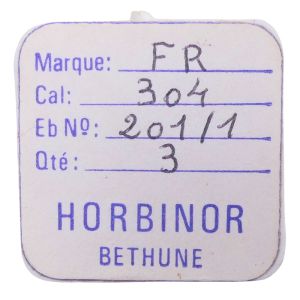 Marque: FR
Cal: 304
Eb Nº: 201/1
Qté: 3
HORBINOR
BETHUNE